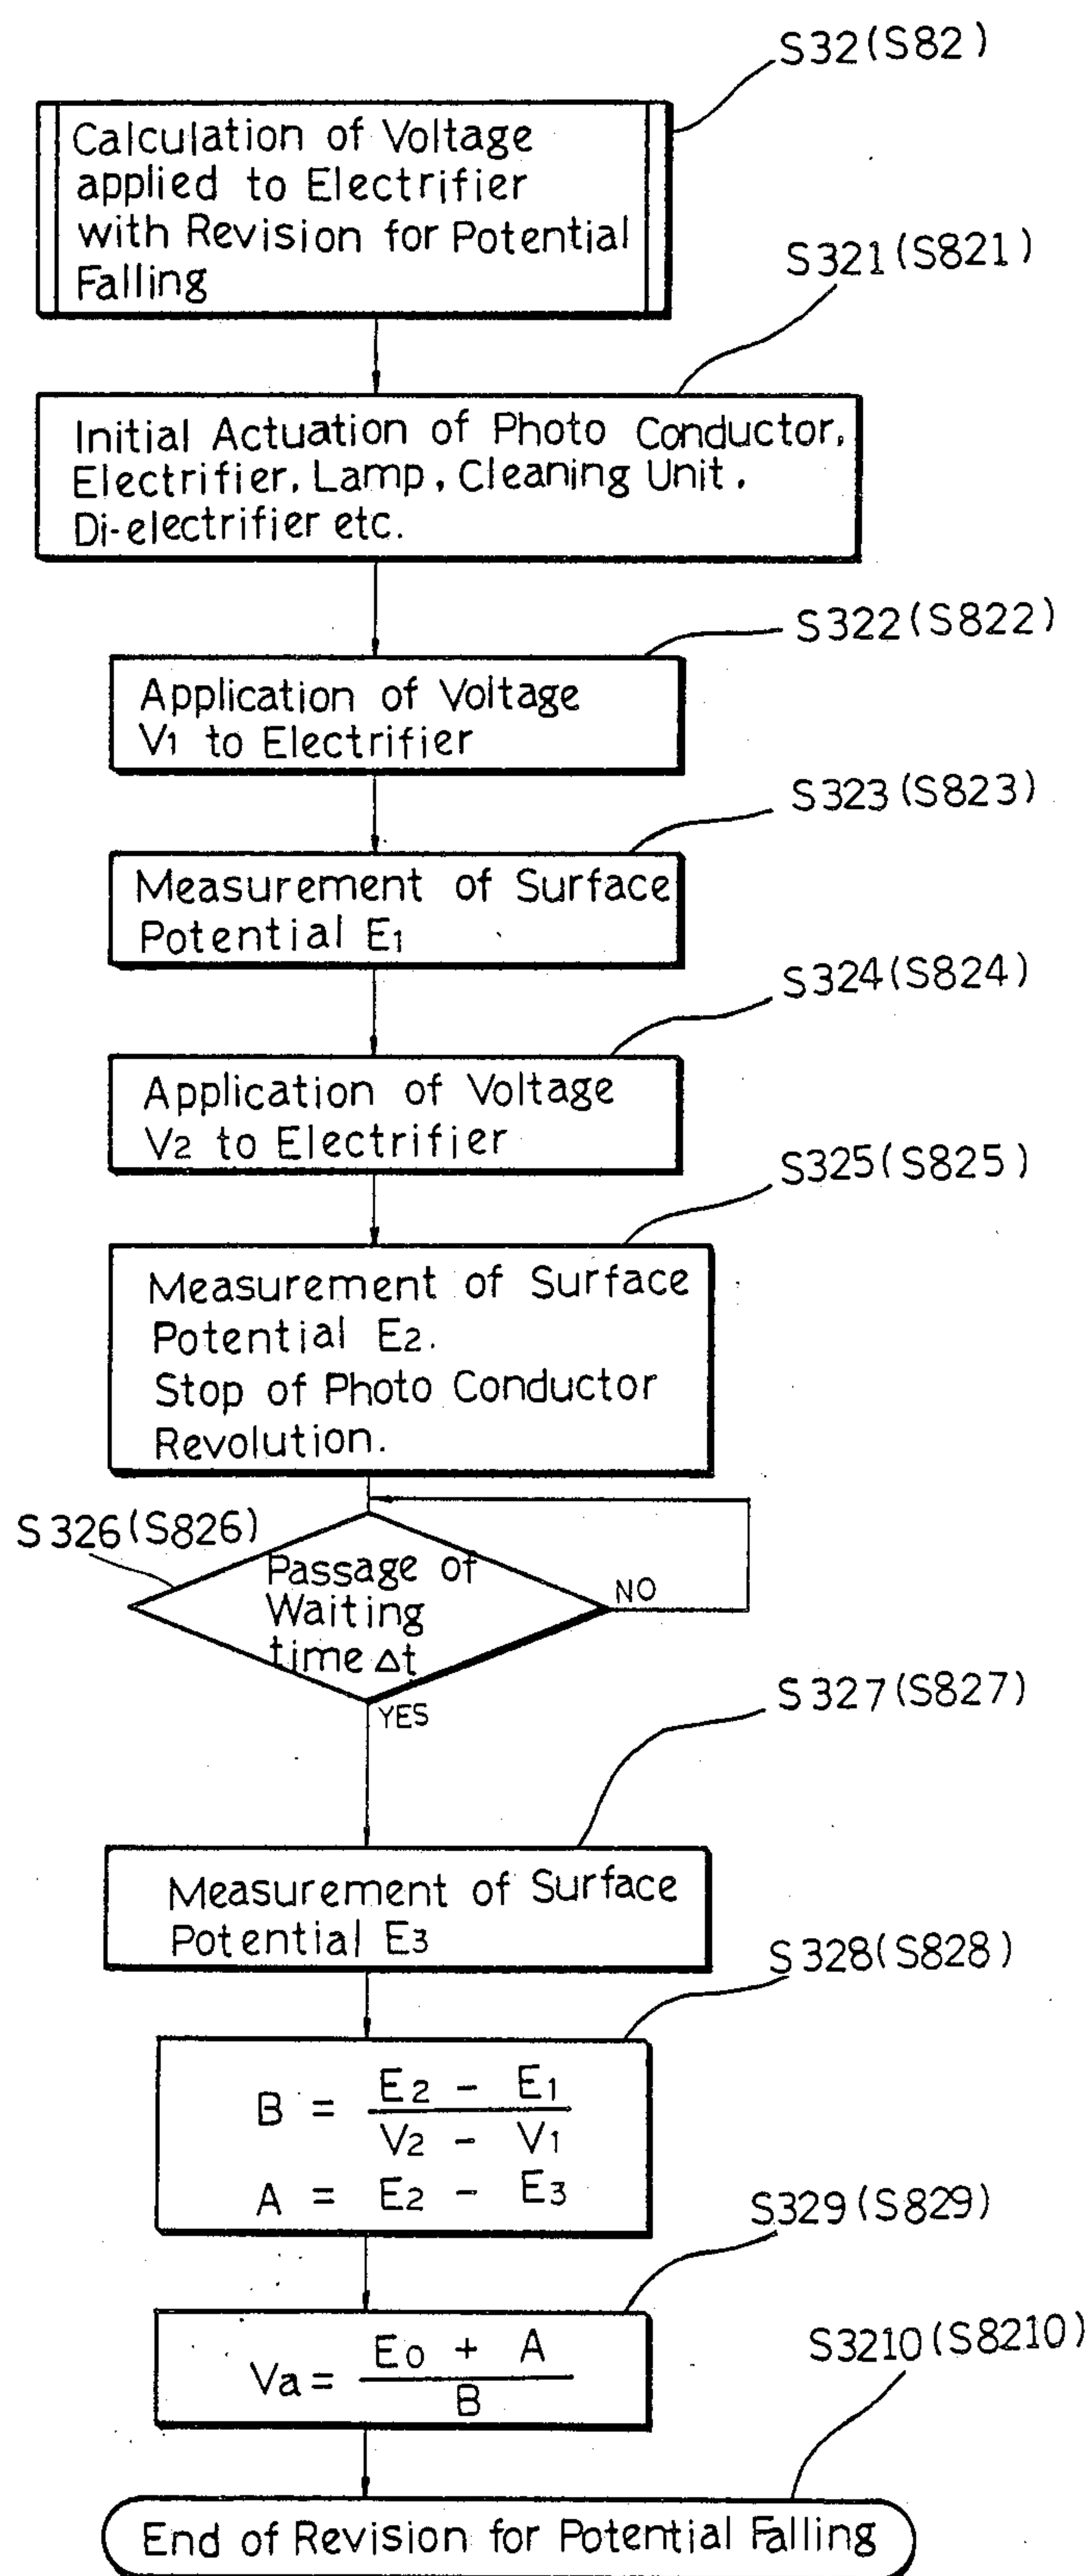 S32(S82)
Calculation of Voltage
applied to Electrifier
with Revision for Potential
Falling
S321(S821)
Initial Actuation of Photo Conductor,
Electrifier, Lamp, Cleaning Unit,
Di-electrifier etc.
S322(S822)
Application of Voltage
V1 to Electrifier
S323(S823)
Measurement of Surface
Potential E1
S324(S824)
Application of Voltage
V2 to Electrifier
S325(S825)
Measurement of Surface
Potential E2.
Stop of Photo Conductor
Revolution.
S326(S826)
Passage of
Waiting
time Δt
NO
YES
S327(S827)
Measurement of Surface
Potential E3
S328(S828)
B = E2 - E1 / V2 - V1
A = E2 - E3
S329(S829)
Va = E0 + A / B
S3210(S8210)
End of Revision for Potential Falling